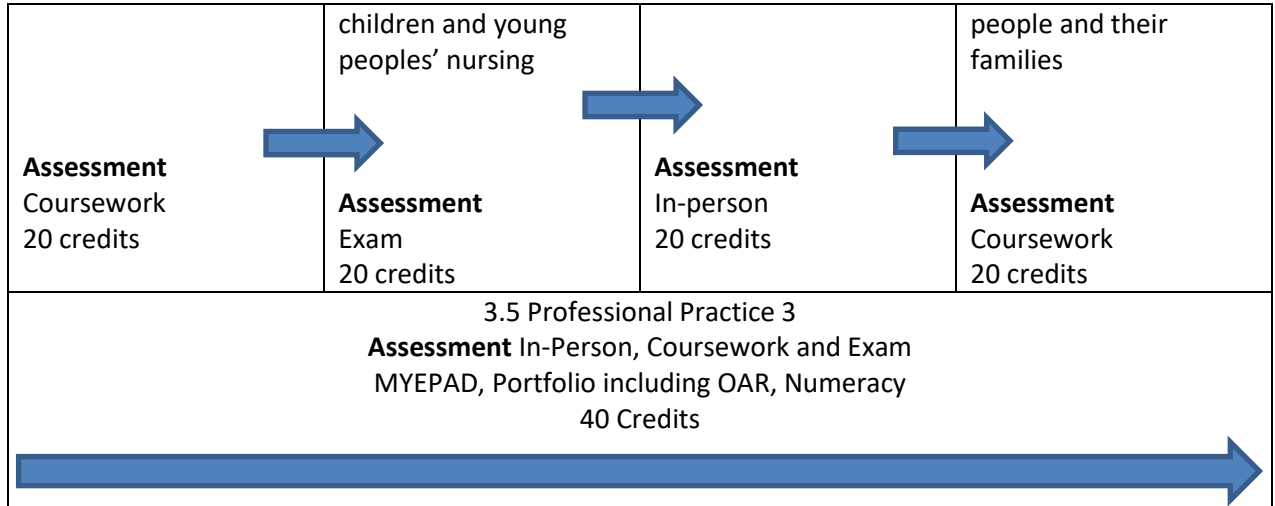 Assessment
Coursework
20 credits
children and young
peoples’ nursing
Assessment
Exam
20 credits
Assessment
In-person
20 credits
people and their
families
Assessment
Coursework
20 credits
3.5 Professional Practice 3
Assessment In-Person, Coursework and Exam
MYEPAD, Portfolio including OAR, Numeracy
40 Credits